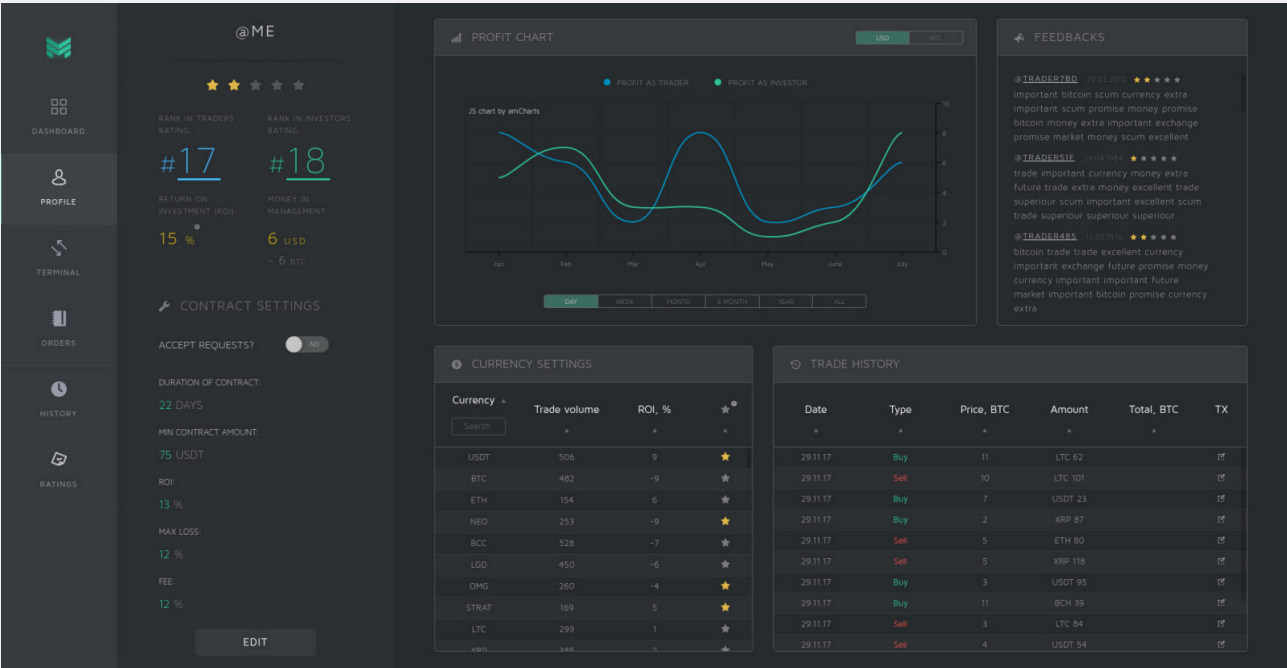 DASHBOARD
PROFILE
TERMINAL
ORDERS
HISTORY
RATINGS
@ME
RANK IN TRADERS RATING:
RANK IN INVESTORS RATING:
#17
#18
RETURN ON INVESTMENT (ROI):
MONEY IN MANAGEMENT
15 %
6 USD
~ 6 BTC
CONTRACT SETTINGS
ACCEPT REQUESTS?
NO
DURATION OF CONTRACT:
22 DAYS
MIN CONTRACT AMOUNT:
75 USDT
ROI:
13 %
MAX LOSS:
12 %
FEE:
12 %
EDIT
PROFIT CHART
USD
BTC
PROFIT AS TRADER
PROFIT AS INVESTOR
JS chart by amCharts
10
8
6
4
2
0
Jan Feb Mar Apr May June July
DAY WEEK MONTH 6 MONTH YEAR ALL
FEEDBACKS
@TRADER7BD
important bitcoin scum currency extra
important scum promise money promise
bitcoin money extra important exchange
promise market money scum excellent
@TRADER51F 29.04.1984
trade important currency money extra
future trade extra money excellent trade
superiour scum important excellent scum
trade superiour superiour superiour
@TRADER485
bitcoin trade trade excellent currency
important exchange future promise money
currency important important future
market important bitcoin promise currency
extra
CURRENCY SETTINGS
Currency Trade volume ROI, %
Search
USDT 506 9
BTC 482 -9
ETH 154 6
NEO 253 -9
BCC 528 -7
LGD 450 -6
OMG 260 -4
STRAT 169 5
LTC 299 1
XRP 385 2
TRADE HISTORY
Date Type Price, BTC Amount Total, BTC TX
29.11.17 Buy 11 LTC 62
29.11.17 Sell 10 LTC 101
29.11.17 Buy 7 USDT 23
29.11.17 Buy 2 XRP 87
29.11.17 Sell 5 ETH 80
29.11.17 Sell 5 XRP 118
29.11.17 Buy 3 USDT 95
29.11.17 Buy 11 BCH 39
29.11.17 Sell 3 LTC 84
29.11.17 Sell 4 USDT 54